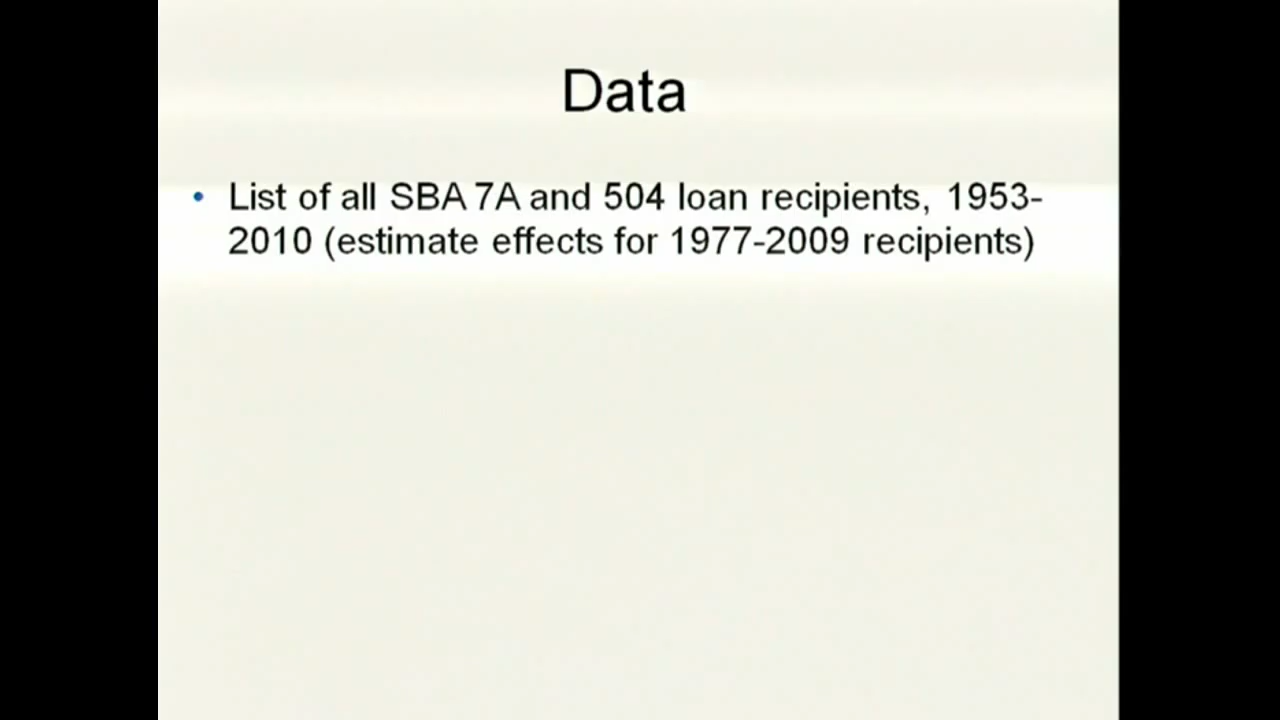 Data
• List of all SBA 7A and 504 loan recipients, 1953-
2010 (estimate effects for 1977-2009 recipients)